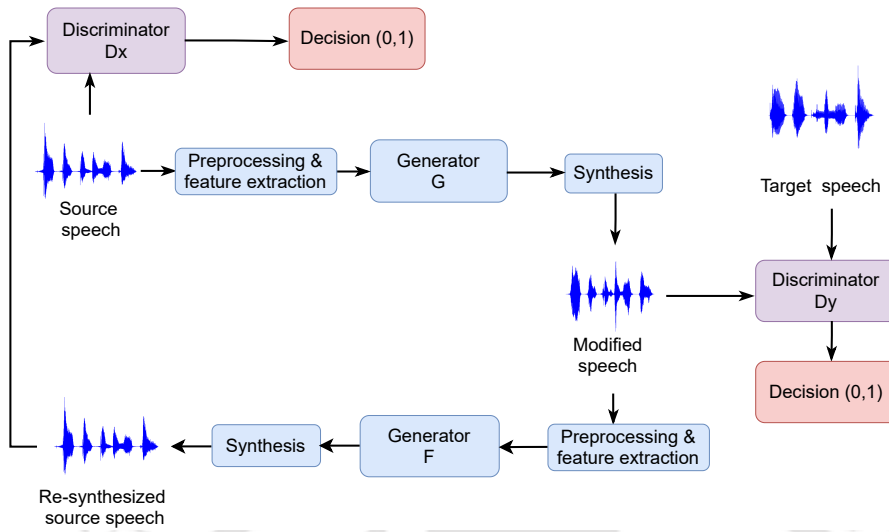 Discriminator
Dx
Decision (0,1)
Source
speech
Preprocessing &
feature extraction
Generator
G
Synthesis
Target speech
Modified
speech
Discriminator
Dy
Decision (0,1)
Preprocessing &
feature extraction
Generator
F
Synthesis
Re-synthesized
source speech